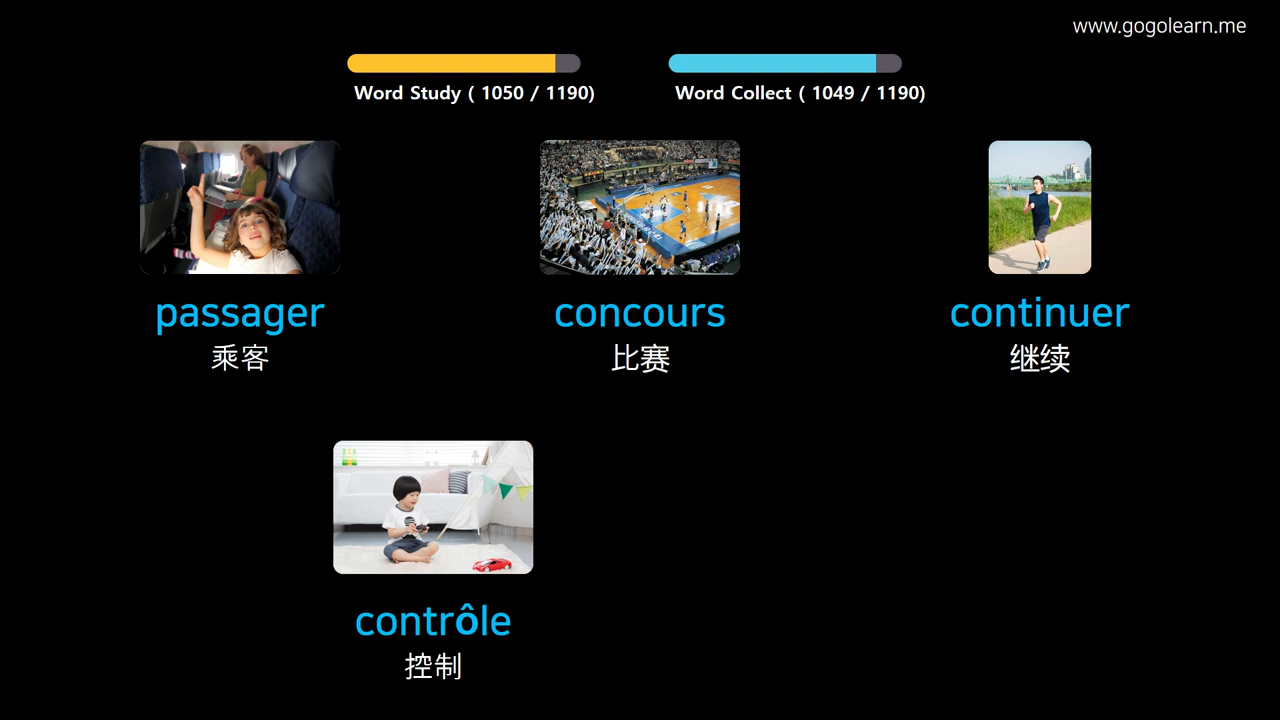 www.gogolearn.me
Word Study ( 1050 / 1190)
Word Collect ( 1049 / 1190)
passager
乘客
concours
比赛
continuer
继续
contrôle
控制